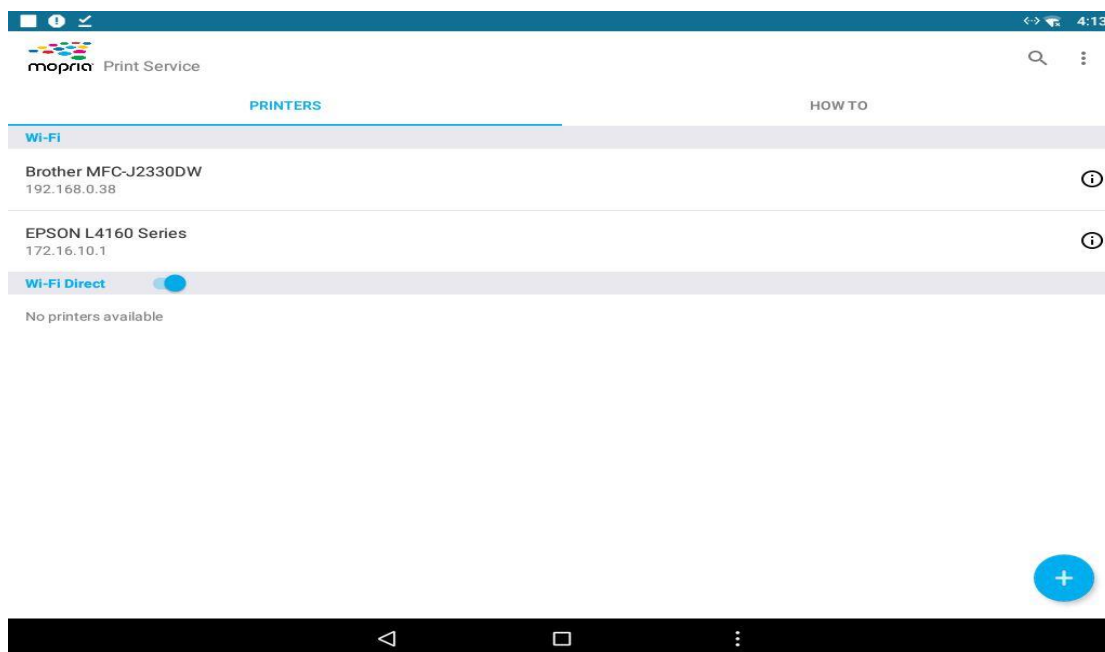 4:13
mopria Print Service
PRINTERS
HOW TO
Wi-Fi
Brother MFC-J2330DW
192.168.0.38
EPSON L4160 Series
172.16.10.1
Wi-Fi Direct
No printers available